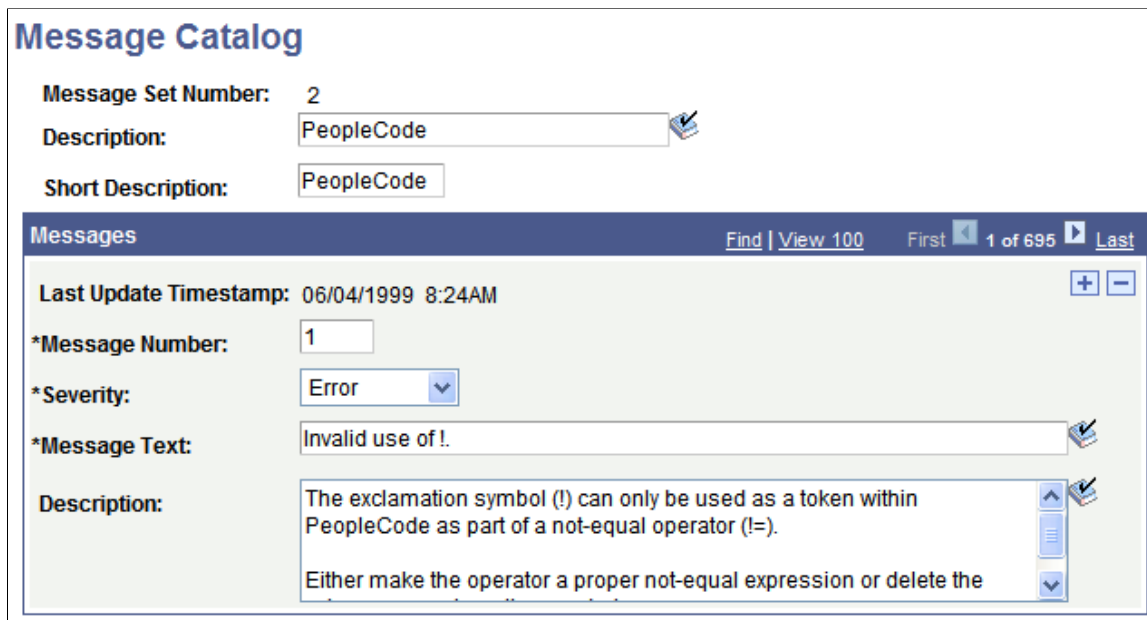 Message Catalog
Message Set Number: 2
Description: PeopleCode
Short Description: PeopleCode
Messages Find | View 100 First 1 of 695 Last
Last Update Timestamp: 06/04/1999 8:24AM
*Message Number: 1
*Severity: Error
*Message Text: Invalid use of !.
Description: The exclamation symbol (!) can only be used as a token within
PeopleCode as part of a not-equal operator (!=).
Either make the operator a proper not-equal expression or delete the